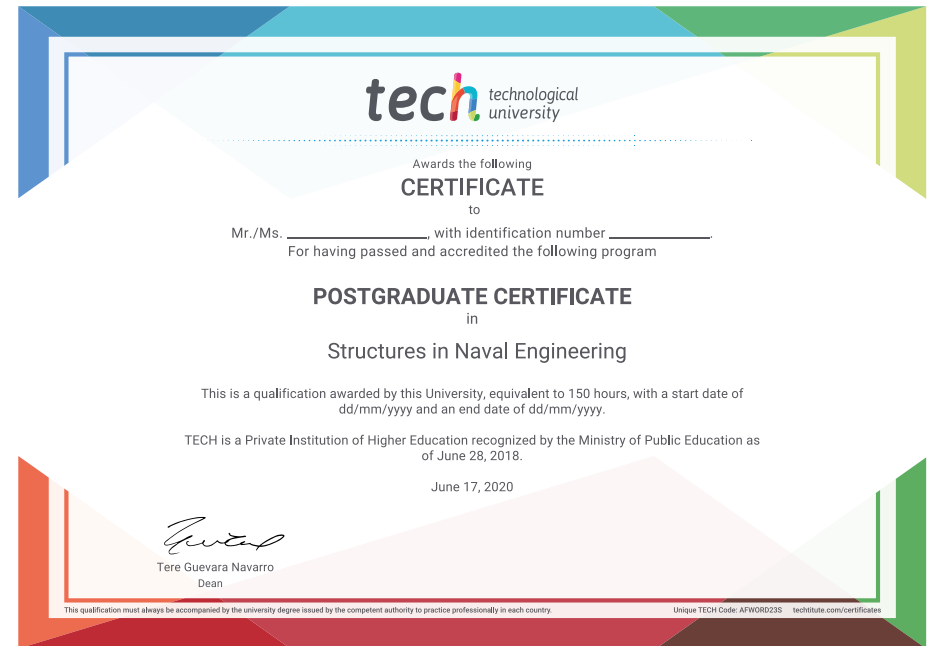 tech technological
university
Awards the following
CERTIFICATE
to
Mr./Ms. ____________________, with identification number ______________.
For having passed and accredited the following program
POSTGRADUATE CERTIFICATE
in
Structures in Naval Engineering
This is a qualification awarded by this University, equivalent to 150 hours, with a start date of
dd/mm/yyyy and an end date of dd/mm/yyyy.
TECH is a Private Institution of Higher Education recognized by the Ministry of Public Education as
of June 28, 2018.
June 17, 2020
Tere Guevara Navarro
Dean
This qualification must always be accompanied by the university degree issued by the competent authority to practice professionally in each country.
Unique TECH Code: AFWORD23S techtitute.com/certificates